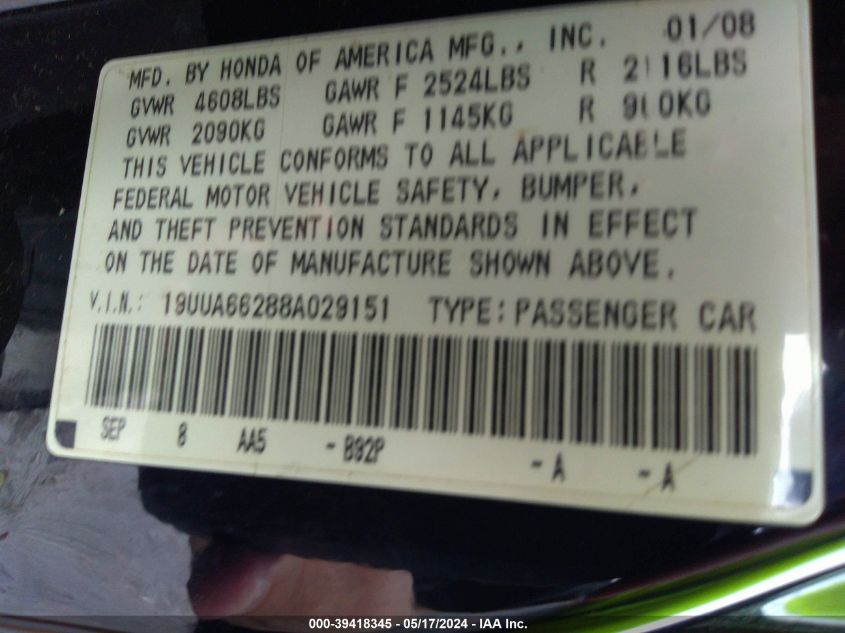 MFD. BY HONDA OF AMERICA MFG., INC. 01/08
GVWR 4608LBS GAWR F 2524LBS R 2116LBS
GVWR 2090KG GAWR F 1145KG R 960KG
THIS VEHICLE CONFORMS TO ALL APPLICABLE
FEDERAL MOTOR VEHICLE SAFETY, BUMPER,
AND THEFT PREVENTION STANDARDS IN EFFECT
ON THE DATE OF MANUFACTURE SHOWN ABOVE.
V.I.N.: 19UUA66288A029151 TYPE: PASSENGER CAR
SEP 8 AA5 - B92P - A - A
000-39418345 / 05/17/2024 - IAA Inc.